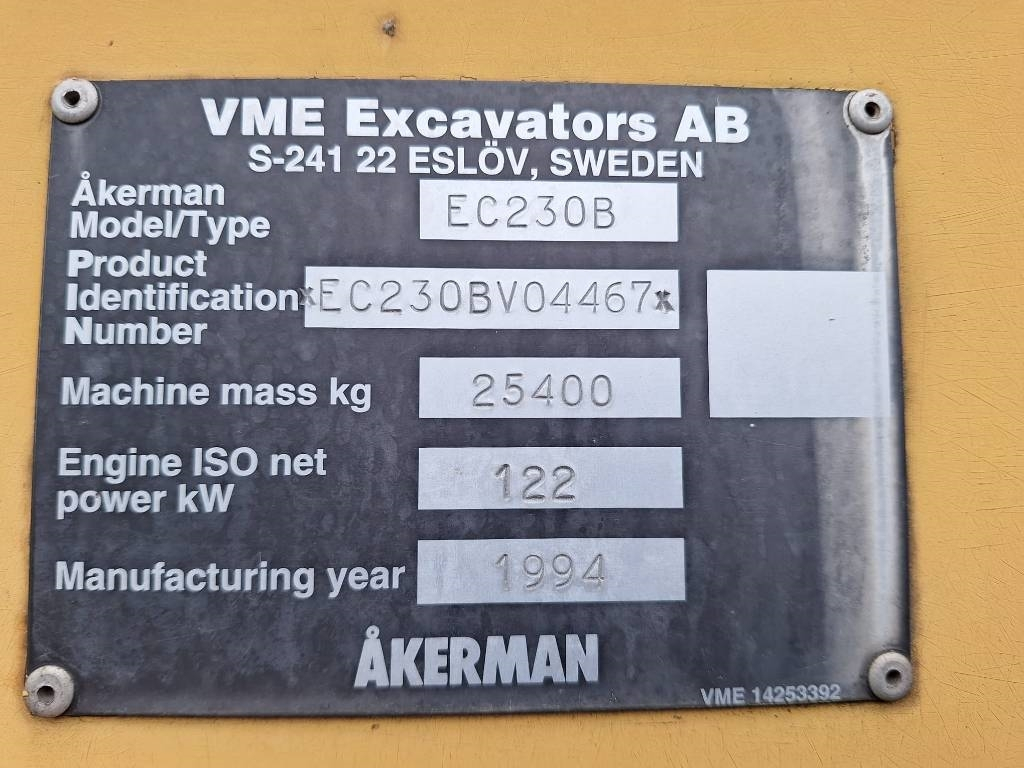 VME Excavators AB
S-241 22 ESLÖV, SWEDEN
Åkerman
Model/Type EC230B
Product
Identification *EC230BV04467*
Number
Machine mass kg 25400
Engine ISO net
power kW 122
Manufacturing year 1994
ÅKERMAN
VME 14253392